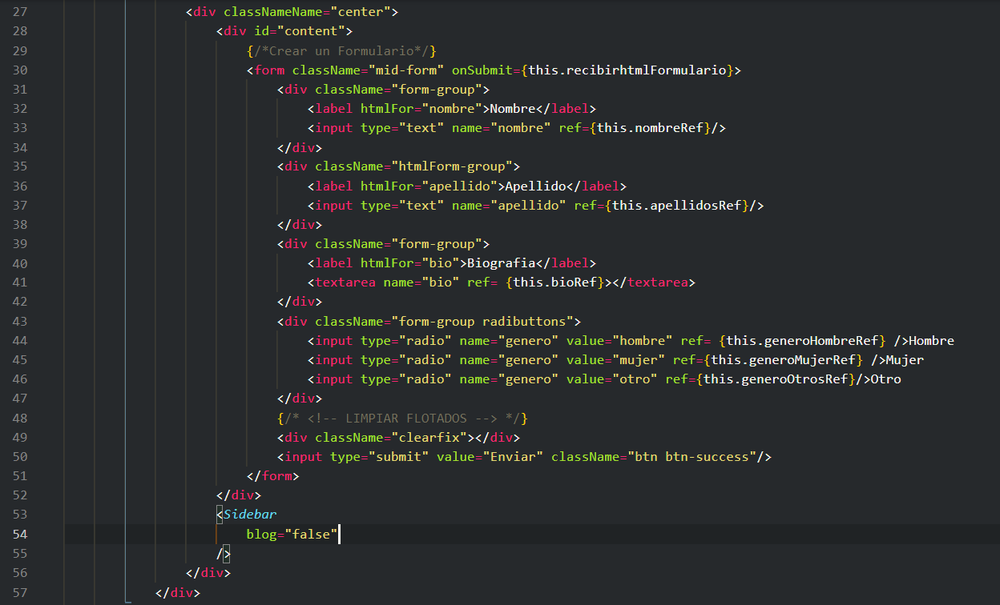 27 <div classNameName="center">
28 <div id="content">
29 {/*Crear un Formulario*/}
30 <form className="mid-form" onSubmit={this.recibirhtmlFormulario}>
31 <div className="form-group">
32 <label htmlFor="nombre">Nombre</label>
33 <input type="text" name="nombre" ref={this.nombreRef}/>
34 </div>
35 <div className="htmlForm-group">
36 <label htmlFor="apellido">Apellido</label>
37 <input type="text" name="apellido" ref={this.apellidosRef}/>
38 </div>
39 <div className="form-group">
40 <label htmlFor="bio">Biografia</label>
41 <textarea name="bio" ref= {this.bioRef}></textarea>
42 </div>
43 <div className="form-group radibuttons">
44 <input type="radio" name="genero" value="hombre" ref= {this.generoHombreRef} />Hombre
45 <input type="radio" name="genero" value="mujer" ref={this.generoMujerRef} />Mujer
46 <input type="radio" name="genero" value="otro" ref={this.generoOtrosRef}/>Otro
47 </div>
48 {/* <!-- LIMPIAR FLOTADOS --> */}
49 <div className="clearfix"></div>
50 <input type="submit" value="Enviar" className="btn btn-success"/>
51 </form>
52 </div>
53 <Sidebar
54 blog="false"
55 />
56 </div>
57 </div>